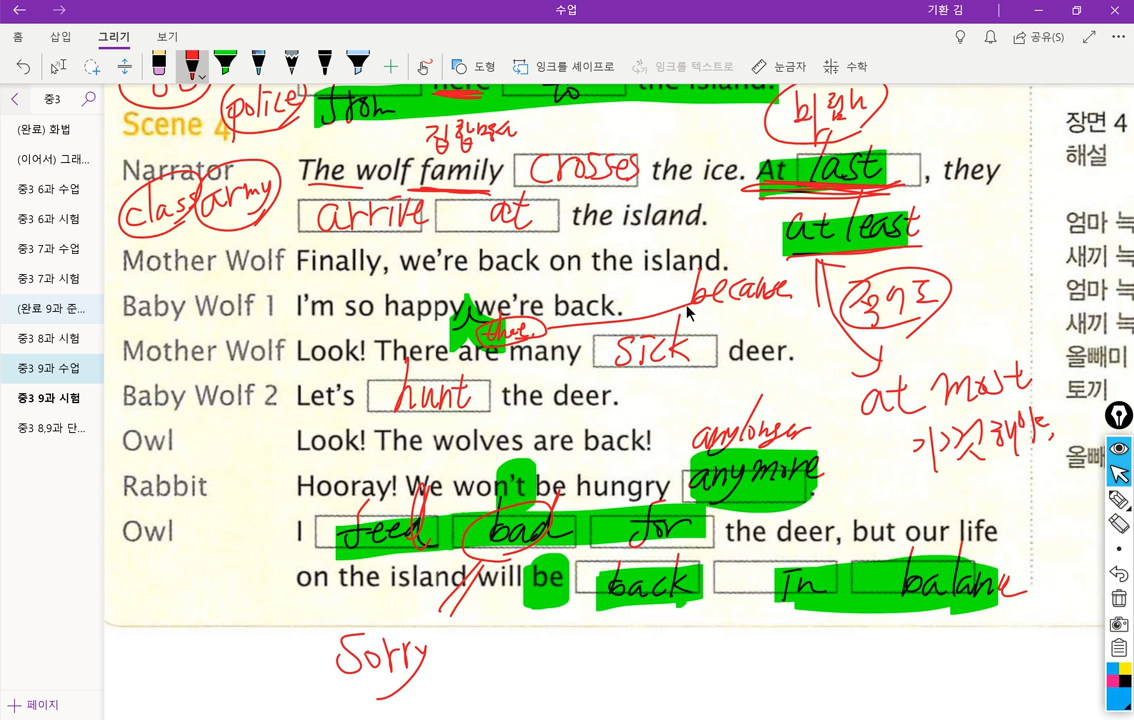 수업
기환 김
홈 삽입 그리기 보기
공유(S)
도형 잉크를 셰이프로 잉크를 텍스트로 눈금자 수학
중3
(완료) 화법
(이어서) 그래...
중3 6과 수업
중3 6과 시험
중3 7과 수업
중3 7과 시험
(완료 9과 준...
중3 8과 시험
중3 9과 수업
중3 9과 시험
중3 8,9과 단...
페이지
police from here to the island.
Scene 4
집합명사
Narrator The wolf family crosses the ice. At last, they
class army
arrive at the island.
at least
Mother Wolf Finally, we're back on the island.
because
Baby Wolf 1 I'm so happy we're back.
that
Mother Wolf Look! There are many sick deer.
at most
Baby Wolf 2 Let's hunt the deer.
Owl Look! The wolves are back!
any longer
Rabbit Hooray! We won't be hungry anymore.
Owl I feel bad for the deer, but our life
on the island will be back in balance
Sorry
장면 4
해설
엄마 늑
새끼 늑
엄마 늑
새끼 늑
올빼미
토끼
올빼